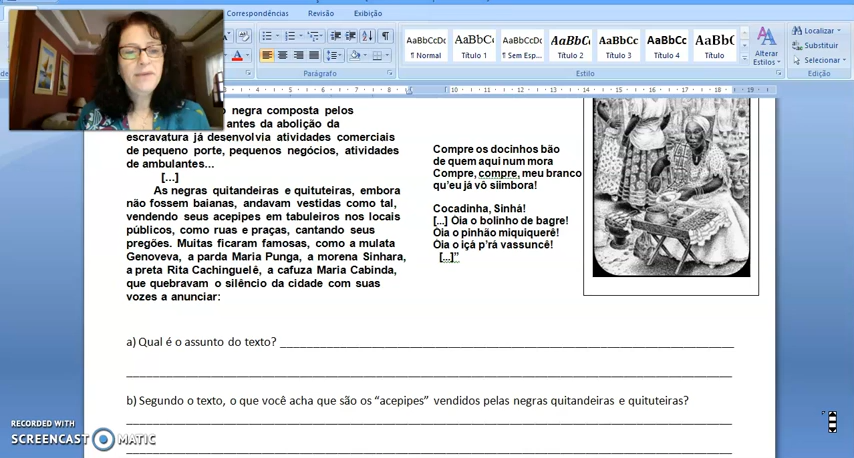 Correspondências Revisão Exibição
AaBbCcDc AaBbC AaBbCcDc AaBbC AaBbCc AaBbCc AaBbC
¶ Normal Título 1 ¶ Sem Esp... Título 2 Título 3 Título 4 Título
Alterar
Estilos
Localizar
Substituir
Selecionar
Parágrafo Estilo Edição
negra composta pelos
antes da abolição da
escravatura já desenvolvia atividades comerciais
de pequeno porte, pequenos negócios, atividades
de ambulantes...
[...]
As negras quitandeiras e quituteiras, embora
não fossem baianas, andavam vestidas como tal,
vendendo seus acepipes em tabuleiros nos locais
públicos, como ruas e praças, cantando seus
pregões. Muitas ficaram famosas, como a mulata
Genoveva, a parda Maria Punga, a morena Sinhara,
a preta Rita Cachinguelê, a cafuza Maria Cabinda,
que quebravam o silêncio da cidade com suas
vozes a anunciar:
Compre os docinhos bão
de quem aqui num mora
Compre, compre, meu branco
qu'eu já vô siimbora!
Cocadinha, Sinhá!
[...] Oia o bolinho de bagre!
Oia o pinhão miquiquerê!
Oia o içá p'rá vassuncê!
[...]”
a) Qual é o assunto do texto?
b) Segundo o texto, o que você acha que são os “acepipes” vendidos pelas negras quitandeiras e quituteiras?
RECORDED WITH
SCREENCAST MATIC